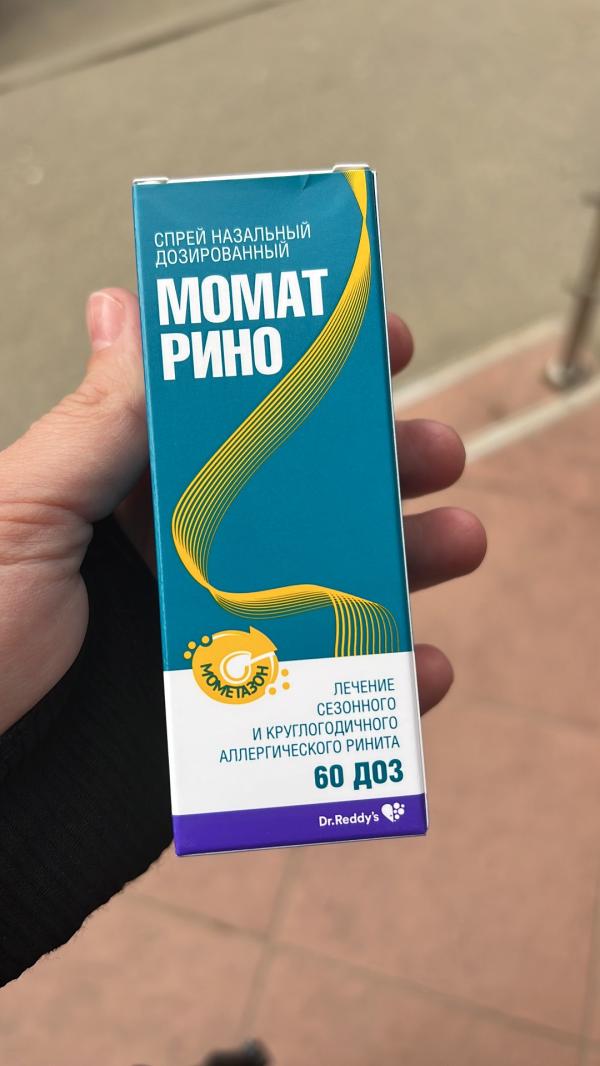 СПРЕЙ НАЗАЛЬНЫЙ
ДОЗИРОВАННЫЙ
МОМАТ
РИНО
МОМЕТАЗОН
ЛЕЧЕНИЕ
СЕЗОННОГО
И КРУГЛОГОДИЧНОГО
АЛЛЕРГИЧЕСКОГО РИНИТА
60 ДОЗ
Dr.Reddy's